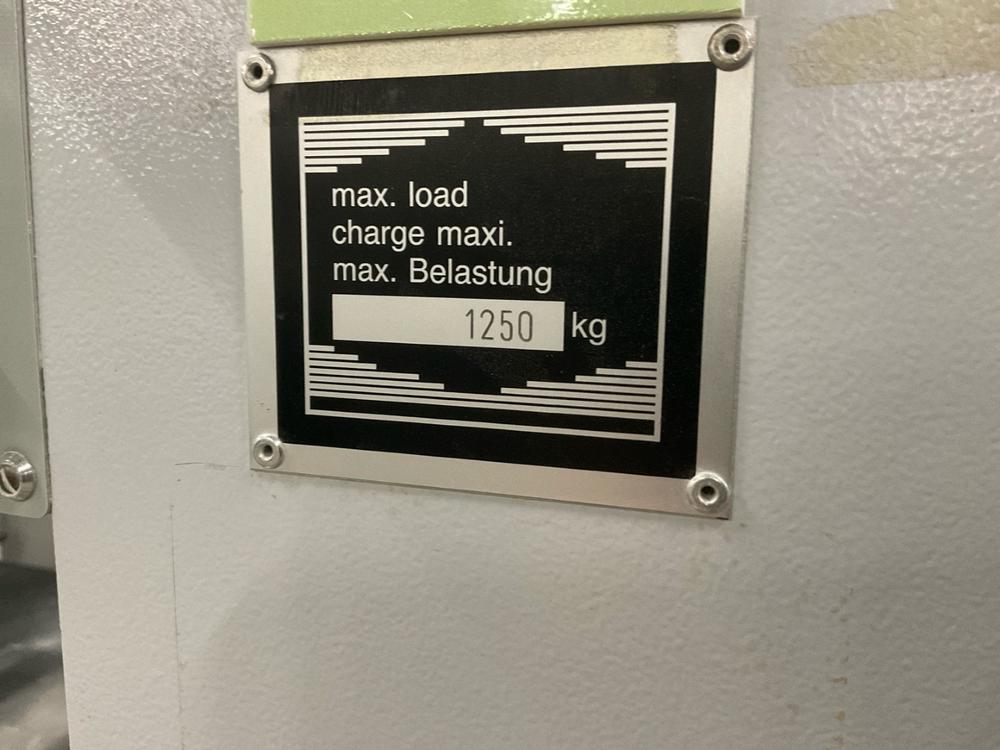 max. load
charge maxi.
max. Belastung
1250 kg